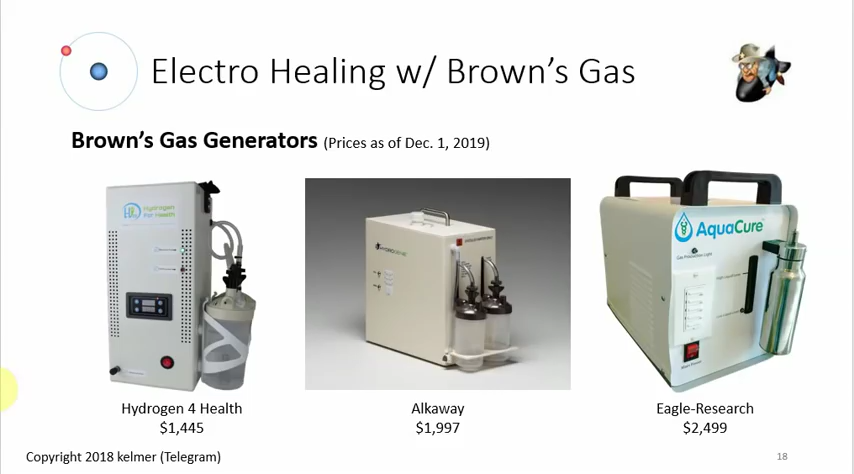 Electro Healing w/ Brown's Gas
Brown's Gas Generators (Prices as of Dec. 1, 2019)
Hydrogen
For Health
HYDROGENIE
AquaCure
Hydrogen 4 Health
$1,445
Alkaway
$1,997
Eagle-Research
$2,499
Copyright 2018 kelmer (Telegram)
18